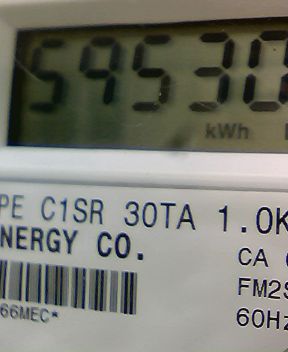 59530
kWh
PE C1SR 30TA 1.0K
NERGY CO.
CA
66MEC*
FM2S
60Hz